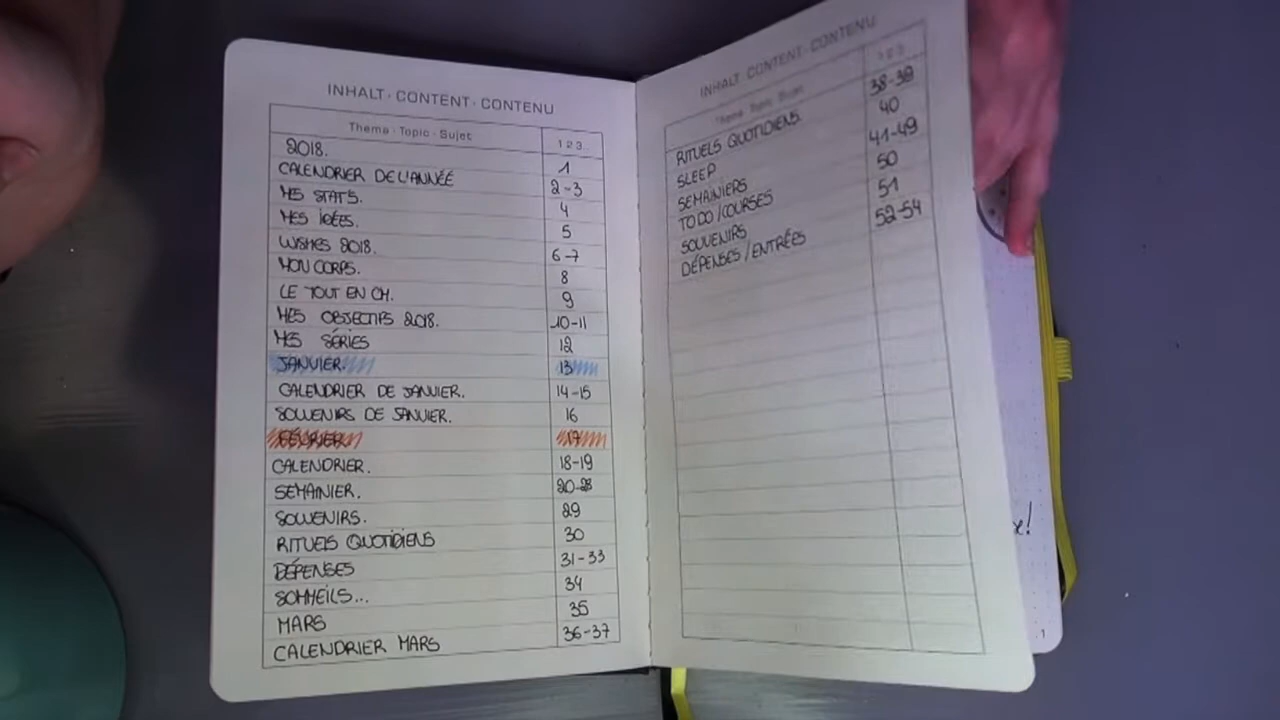 INHALT · CONTENT · CONTENU
Thema · Topic · Sujet 1 2 3...
2018. 1
CALENDRIER DE L'ANNÉE 2-3
MES STATS. 4
MES IDÉES. 5
WISHES 2018. 6-7
MON CORPS. 8
LE TOUT EN CM. 9
MES OBJECTIFS 2018. 10-11
MES SÉRIES 12
JANVIER. 13
CALENDRIER DE JANVIER. 14-15
SOUVENIRS DE JANVIER. 16
FÉVRIER 17
CALENDRIER. 18-19
SEMAINIER. 20-28
SOUVENIRS. 29
RITUELS QUOTIDIENS 30
DÉPENSES 31-33
SOMMEILS... 34
MARS 35
CALENDRIER MARS 36-37
INHALT · CONTENT · CONTENU
Thema · Topic · Sujet 1 2 3
RITUELS QUOTIDIENS 38-39
SLEEP 40
SEMAINIERS 41-49
TO DO / COURSES 50
SOUVENIRS 51
DÉPENSES / ENTRÉES 52-54
1